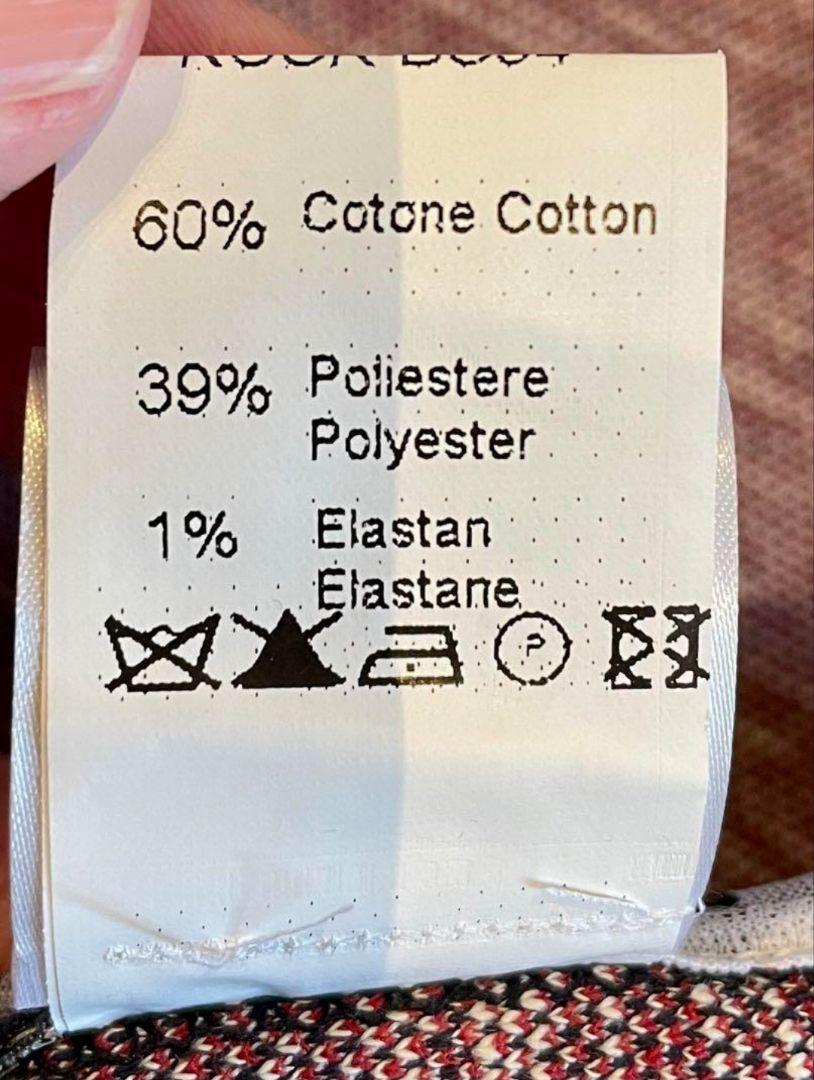 60% Cotone Cotton
39% Poliestere
Polyester
1% Elastan
Elastane
P